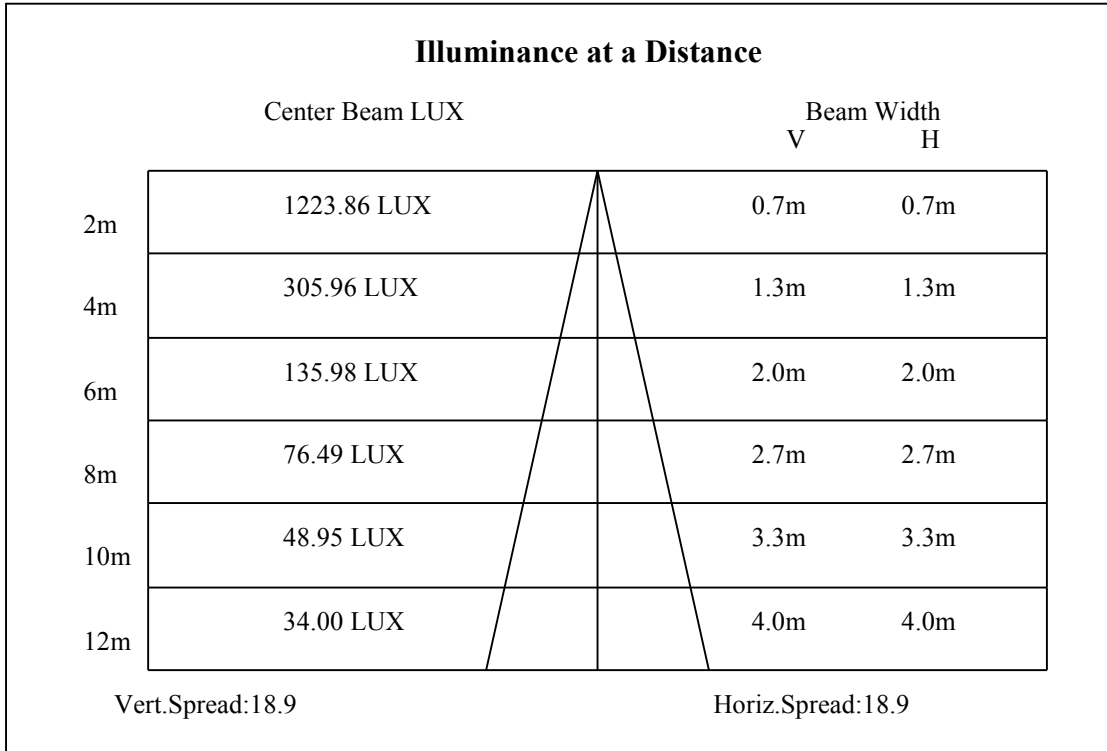 Illuminance at a Distance
Center Beam LUX Beam Width
V H
2m 1223.86 LUX 0.7m 0.7m
4m 305.96 LUX 1.3m 1.3m
6m 135.98 LUX 2.0m 2.0m
8m 76.49 LUX 2.7m 2.7m
10m 48.95 LUX 3.3m 3.3m
12m 34.00 LUX 4.0m 4.0m
Vert.Spread:18.9 Horiz.Spread:18.9